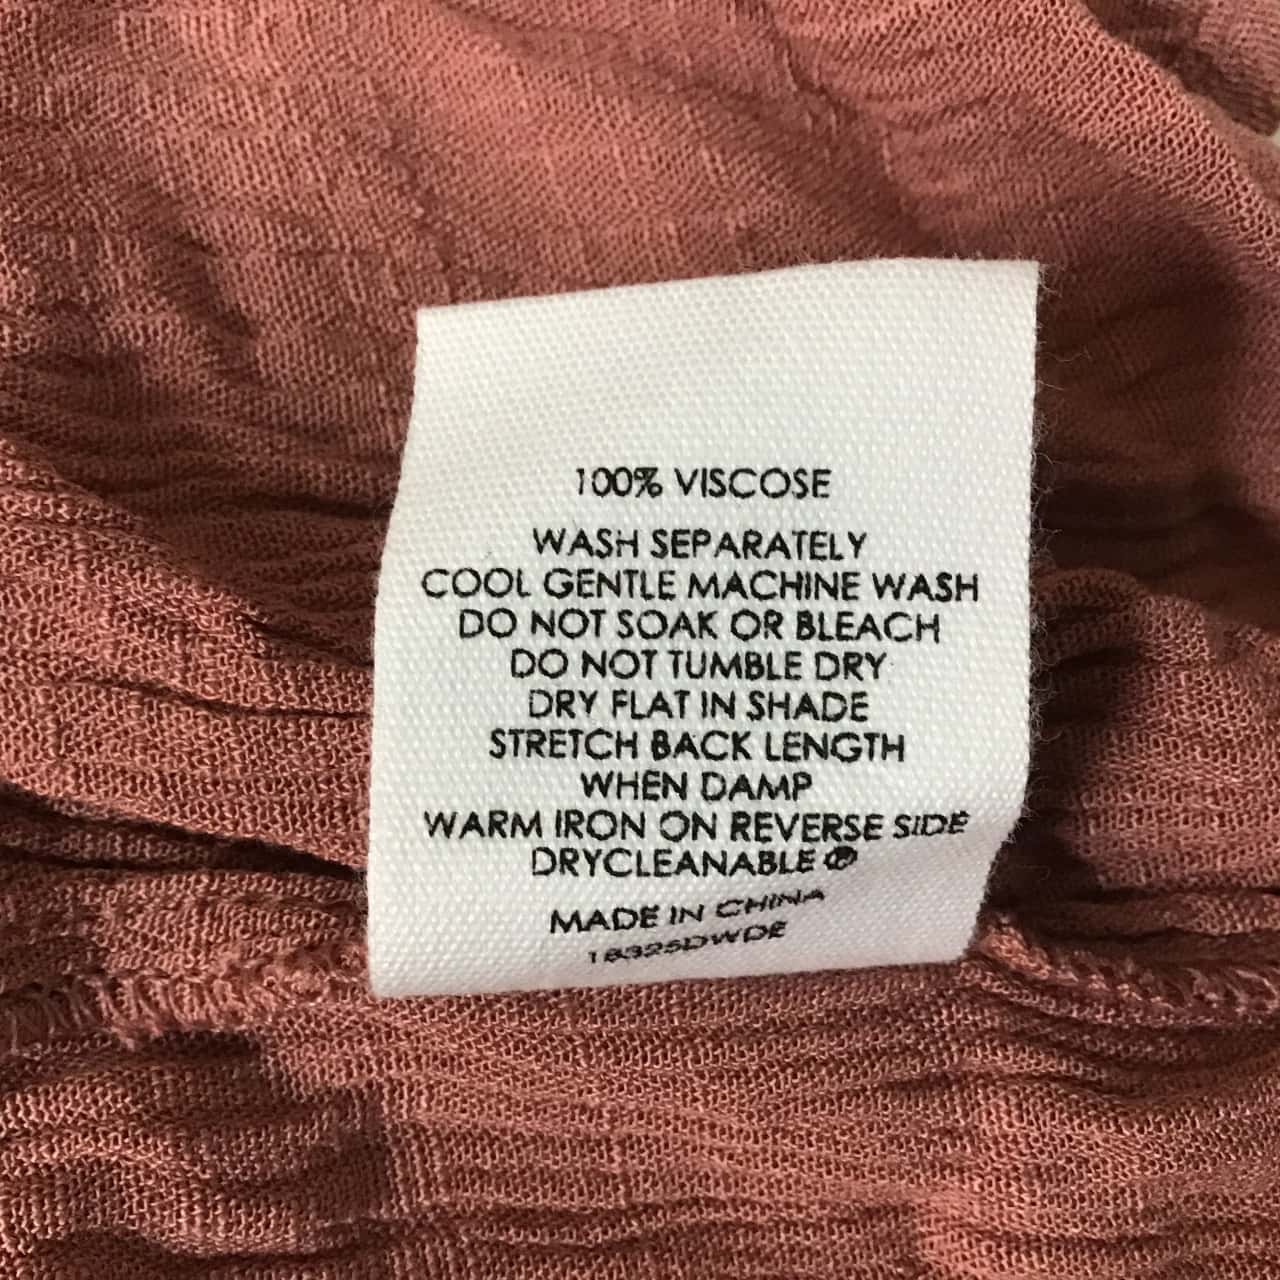 100% VISCOSE
WASH SEPARATELY
COOL GENTLE MACHINE WASH
DO NOT SOAK OR BLEACH
DO NOT TUMBLE DRY
DRY FLAT IN SHADE
STRETCH BACK LENGTH
WHEN DAMP
WARM IRON ON REVERSE SIDE
DRYCLEANABLE Ⓟ
MADE IN CHINA
18325DWDE